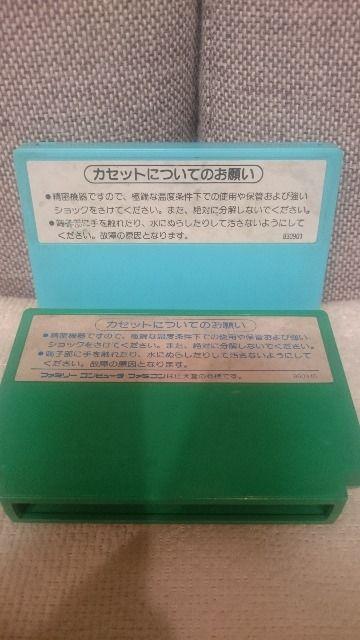 カセットについてのお願い
●精密機器ですので、極端な温度条件下での使用や保管および強い
ショックをさけてください。また、絶対に分解しないでください。
●端子部に手を触れたり、水にぬらしたりして汚さないようにして
ください。故障の原因となります。
830901
カセットについてのお願い
●精密機器ですので、極端な温度条件下での使用や保管および強い
ショックをさけてください。また、絶対に分解しないでください。
●端子部に手を触れたり、水にぬらしたりして汚さないようにして
ください。故障の原因となります。
ファミリー コンピュータ ファミコンは任天堂の商標です。